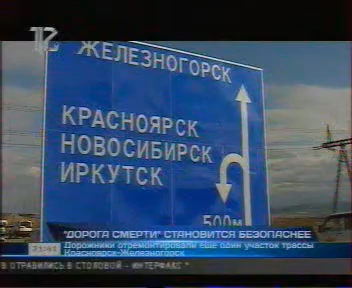 12
ЖЕЛЕЗНОГОРСК
КРАСНОЯРСК
НОВОСИБИРСК
ИРКУТСК
500м
"ДОРОГА СМЕРТИ" СТАНОВИТСЯ БЕЗОПАСНЕЕ
Дорожники отремонтировали еще один участок трассы
Красноярск-Железногорск
В ОТРАВИЛИСЬ В СТОЛОВОЙ - ИНТЕРФАКС *